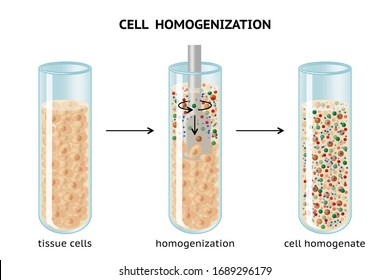 CELL HOMOGENIZATION
tissue cells
homogenization
cell homogenate
shutterstock.com · 1689296179